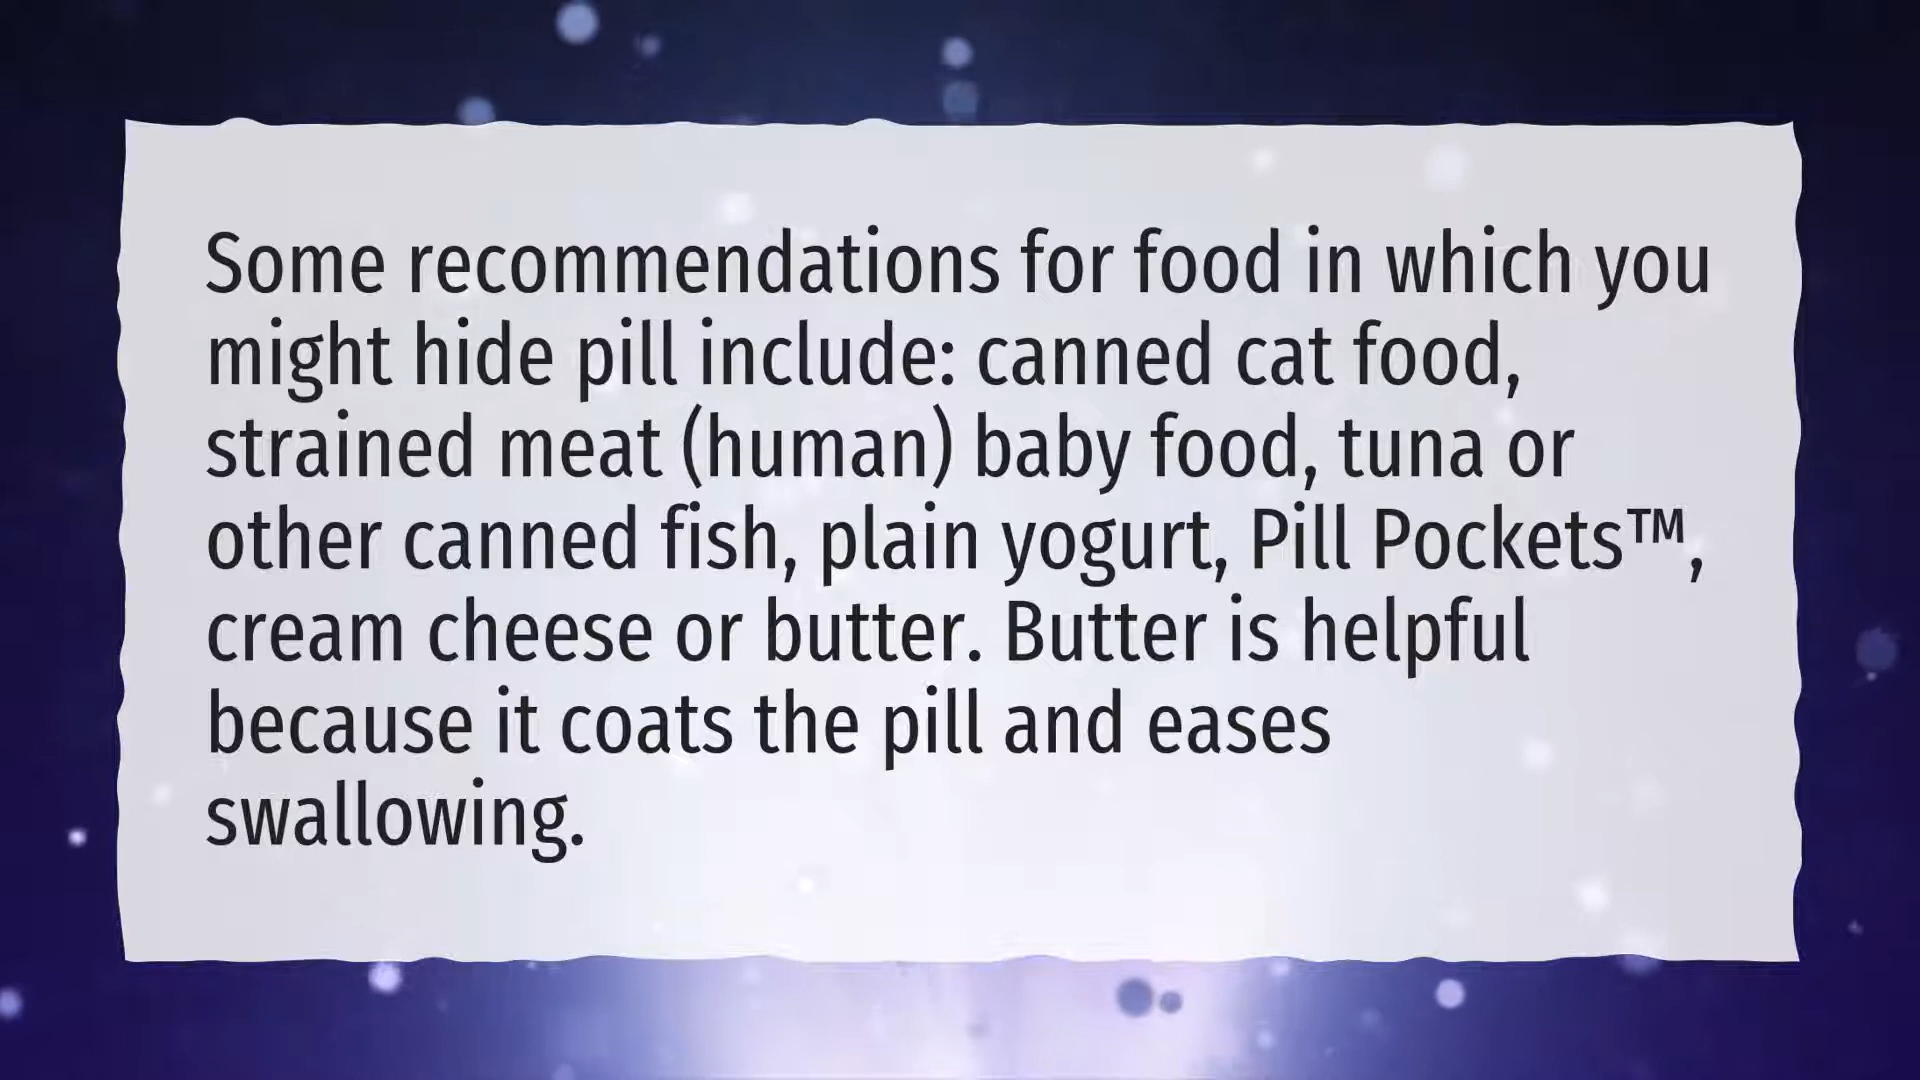 Some recommendations for food in which you
might hide pill include: canned cat food,
strained meat (human) baby food, tuna or
other canned fish, plain yogurt, Pill Pockets™,
cream cheese or butter. Butter is helpful
because it coats the pill and eases
swallowing.